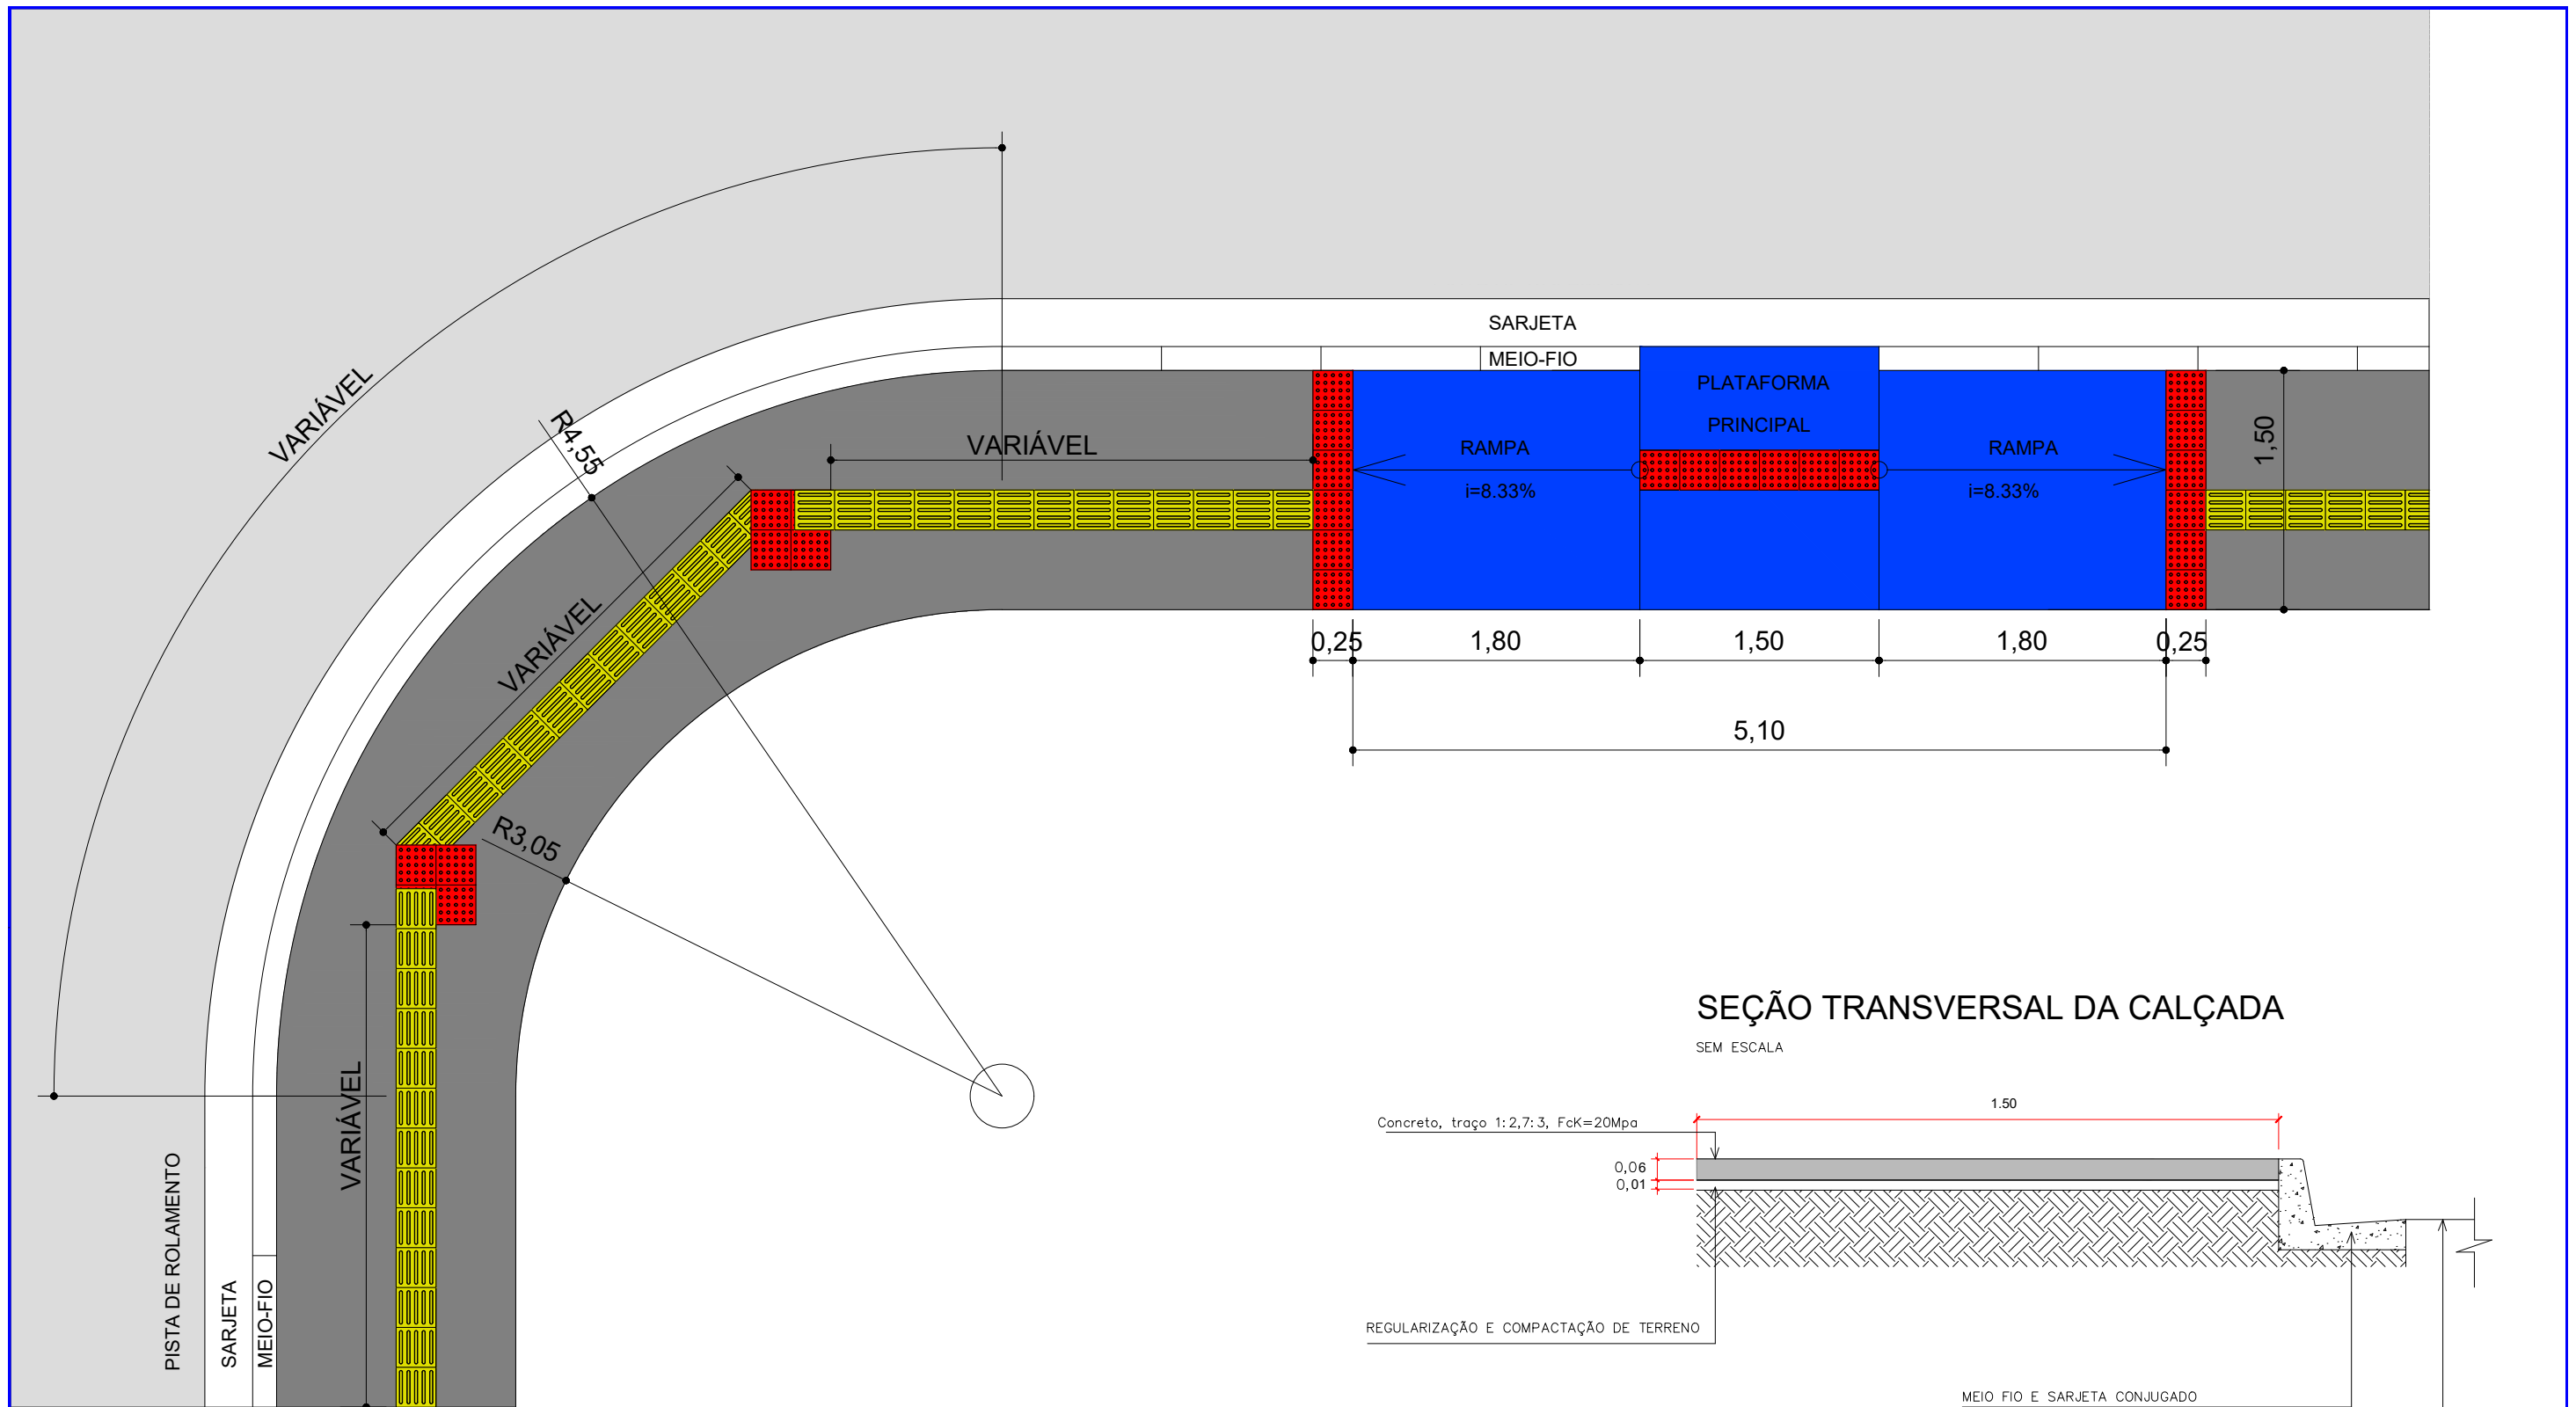 VARIÁVEL
R4,55
SARJETA
MEIO-FIO
PLATAFORMA
PRINCIPAL
VARIÁVEL
RAMPA
i=8.33%
RAMPA
i=8.33%
1,50
VARIÁVEL
0,25
1,80
1,50
1,80
0,25
5,10
R3,05
VARIÁVEL
PISTA DE ROLAMENTO
SARJETA
MEIO-FIO
SEÇÃO TRANSVERSAL DA CALÇADA
SEM ESCALA
1.50
Concreto, traço 1:2,7:3, FcK=20Mpa
0,06
0,01
REGULARIZAÇÃO E COMPACTAÇÃO DE TERRENO
MEIO FIO E SARJETA CONJUGADO